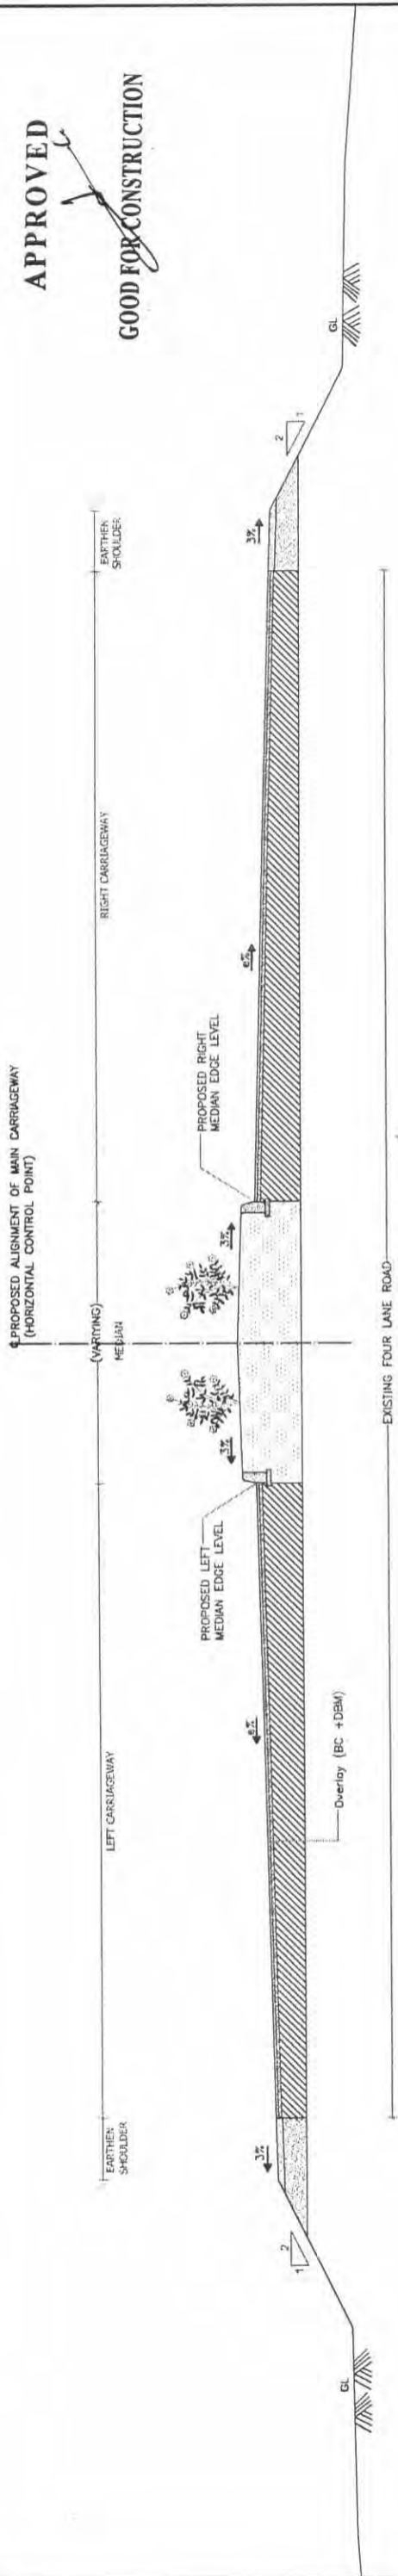 APPROVED
GOOD FOR CONSTRUCTION
℄PROPOSED ALIGNMENT OF MAIN CARRIAGEWAY
(HORIZONTAL CONTROL POINT)
EARTHEN
SHOULDER
LEFT CARRIAGEWAY
(VARIYING)
MEDIAN
RIGHT CARRIAGEWAY
EARTHEN
SHOULDER
PROPOSED LEFT
MEDIAN EDGE LEVEL
PROPOSED RIGHT
MEDIAN EDGE LEVEL
3%
e%
3%
3%
e%
3%
2
1
2
1
GL
GL
Overlay (BC +DBM)
EXISTING FOUR LANE ROAD